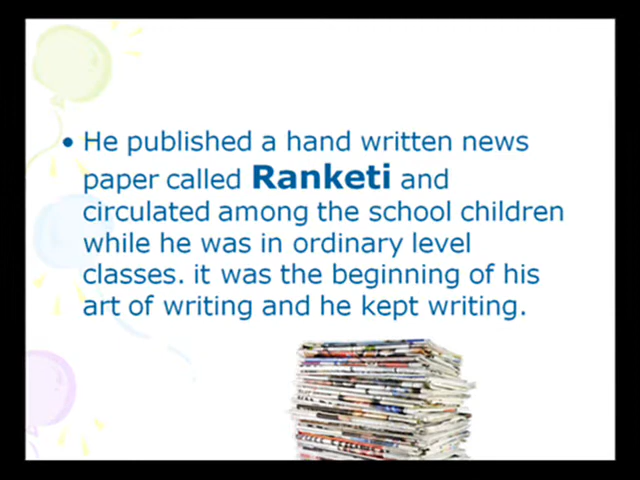 • He published a hand written news
paper called Ranketi and
circulated among the school children
while he was in ordinary level
classes. it was the beginning of his
art of writing and he kept writing.